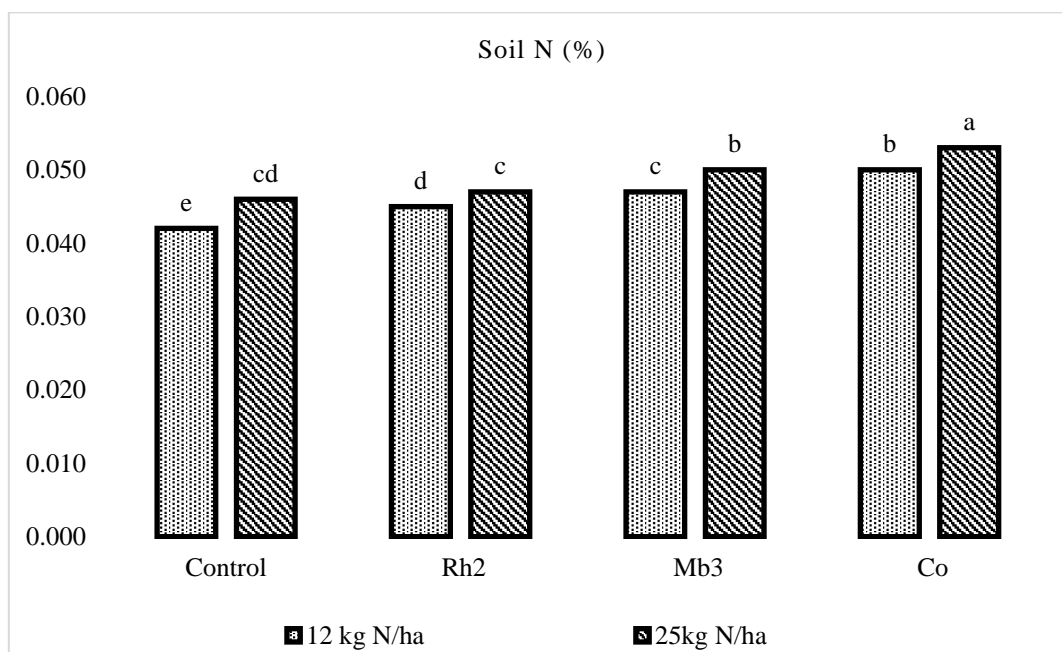 Soil N (%)
0.060
0.050
0.040
0.030
0.020
0.010
0.000
e
cd
d
c
c
b
b
a
Control
Rh2
Mb3
Co
12 kg N/ha
25kg N/ha